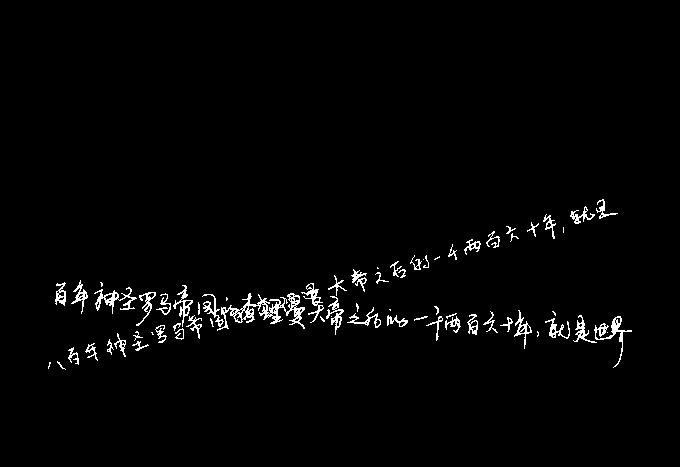 百年神圣罗马帝国的查理曼大帝之后的一千两百六十年,就是世界
八百年神圣罗马帝国的查理曼大帝之后的一千两百六十年,就是